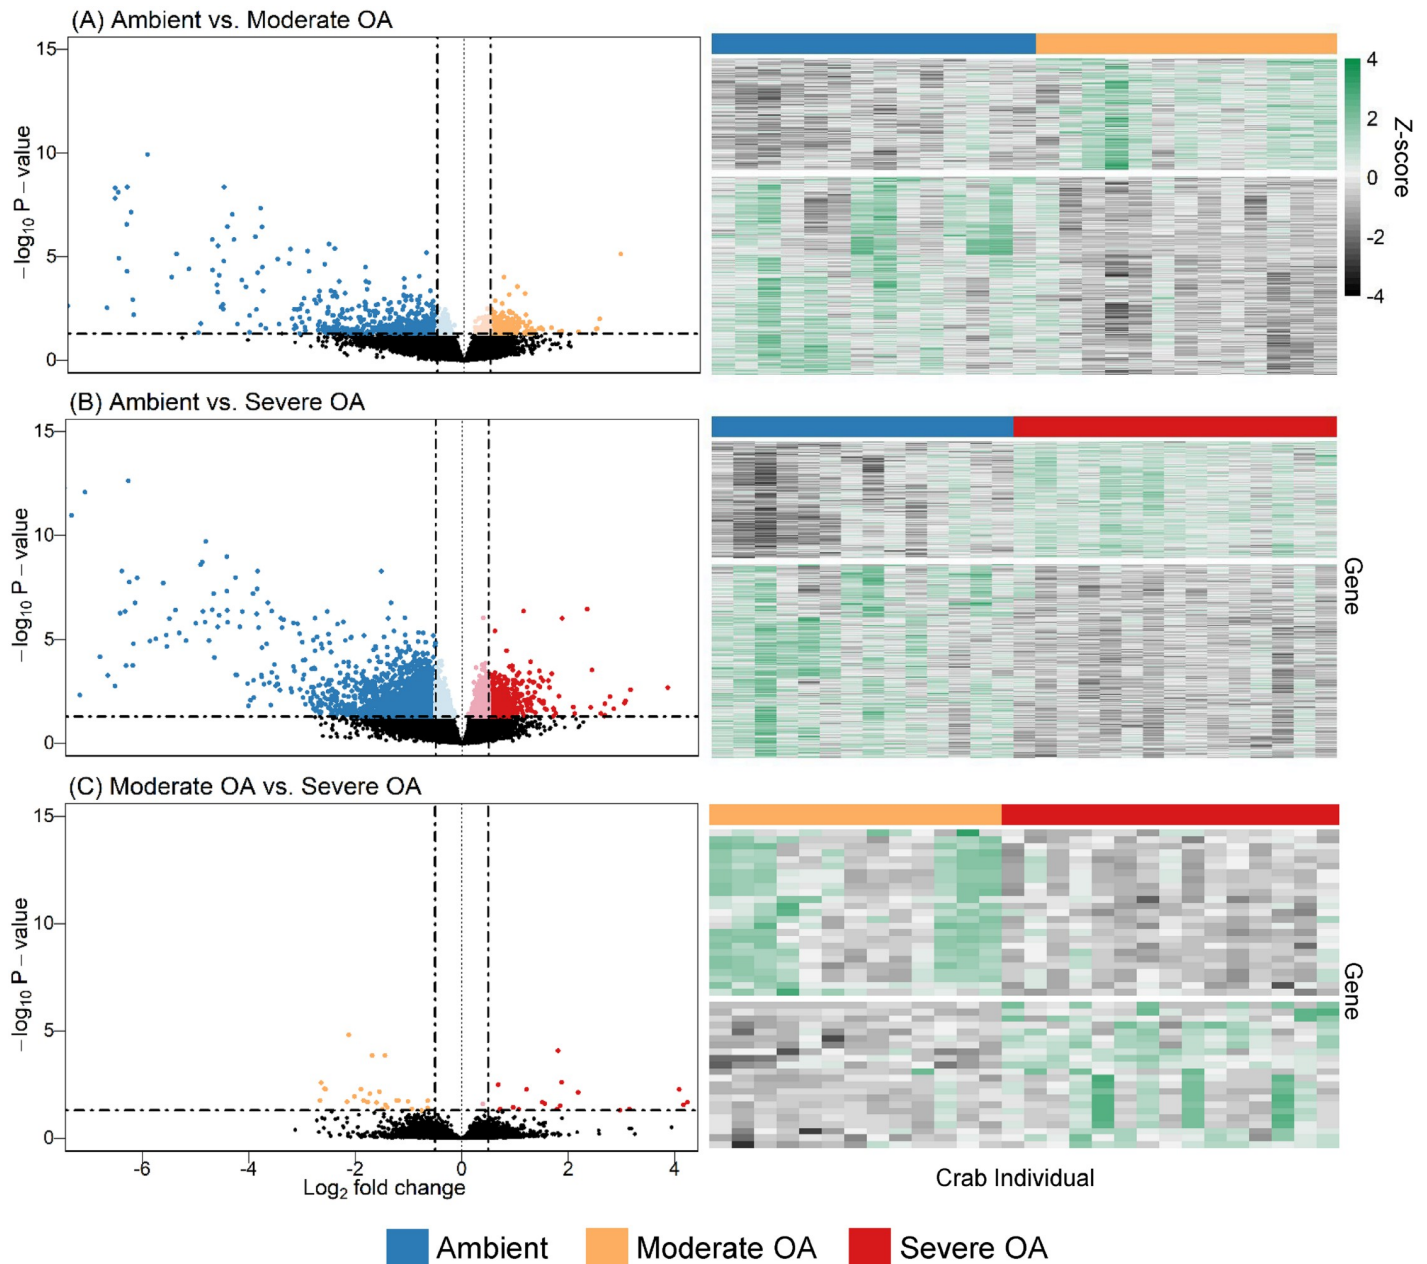 (A) Ambient vs. Moderate OA
15
10
5
0
−log10 P − value
4
2
0
-2
-4
Z-score
(B) Ambient vs. Severe OA
15
10
5
0
−log10 P − value
Gene
(C) Moderate OA vs. Severe OA
15
10
5
0
−log10 P − value
Gene
-6 -4 -2 0 2 4
Log2 fold change
Crab Individual
Ambient Moderate OA Severe OA